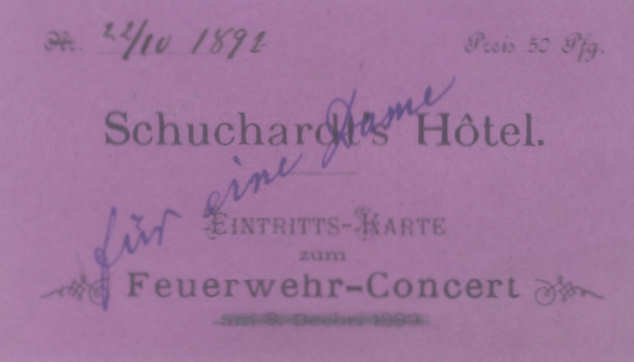 No. 22/10 1892 Preis 50 Pfg.
Schuchardt's Hôtel.
für eine Dame
EINTRITTS-KARTE
zum
Feuerwehr-Concert